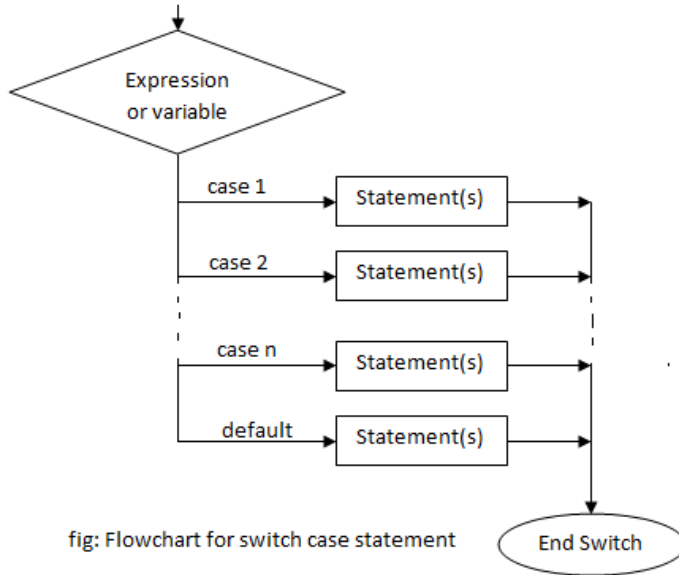 Expression
or variable
case 1
Statement(s)
case 2
Statement(s)
case n
Statement(s)
default
Statement(s)
fig: Flowchart for switch case statement
End Switch